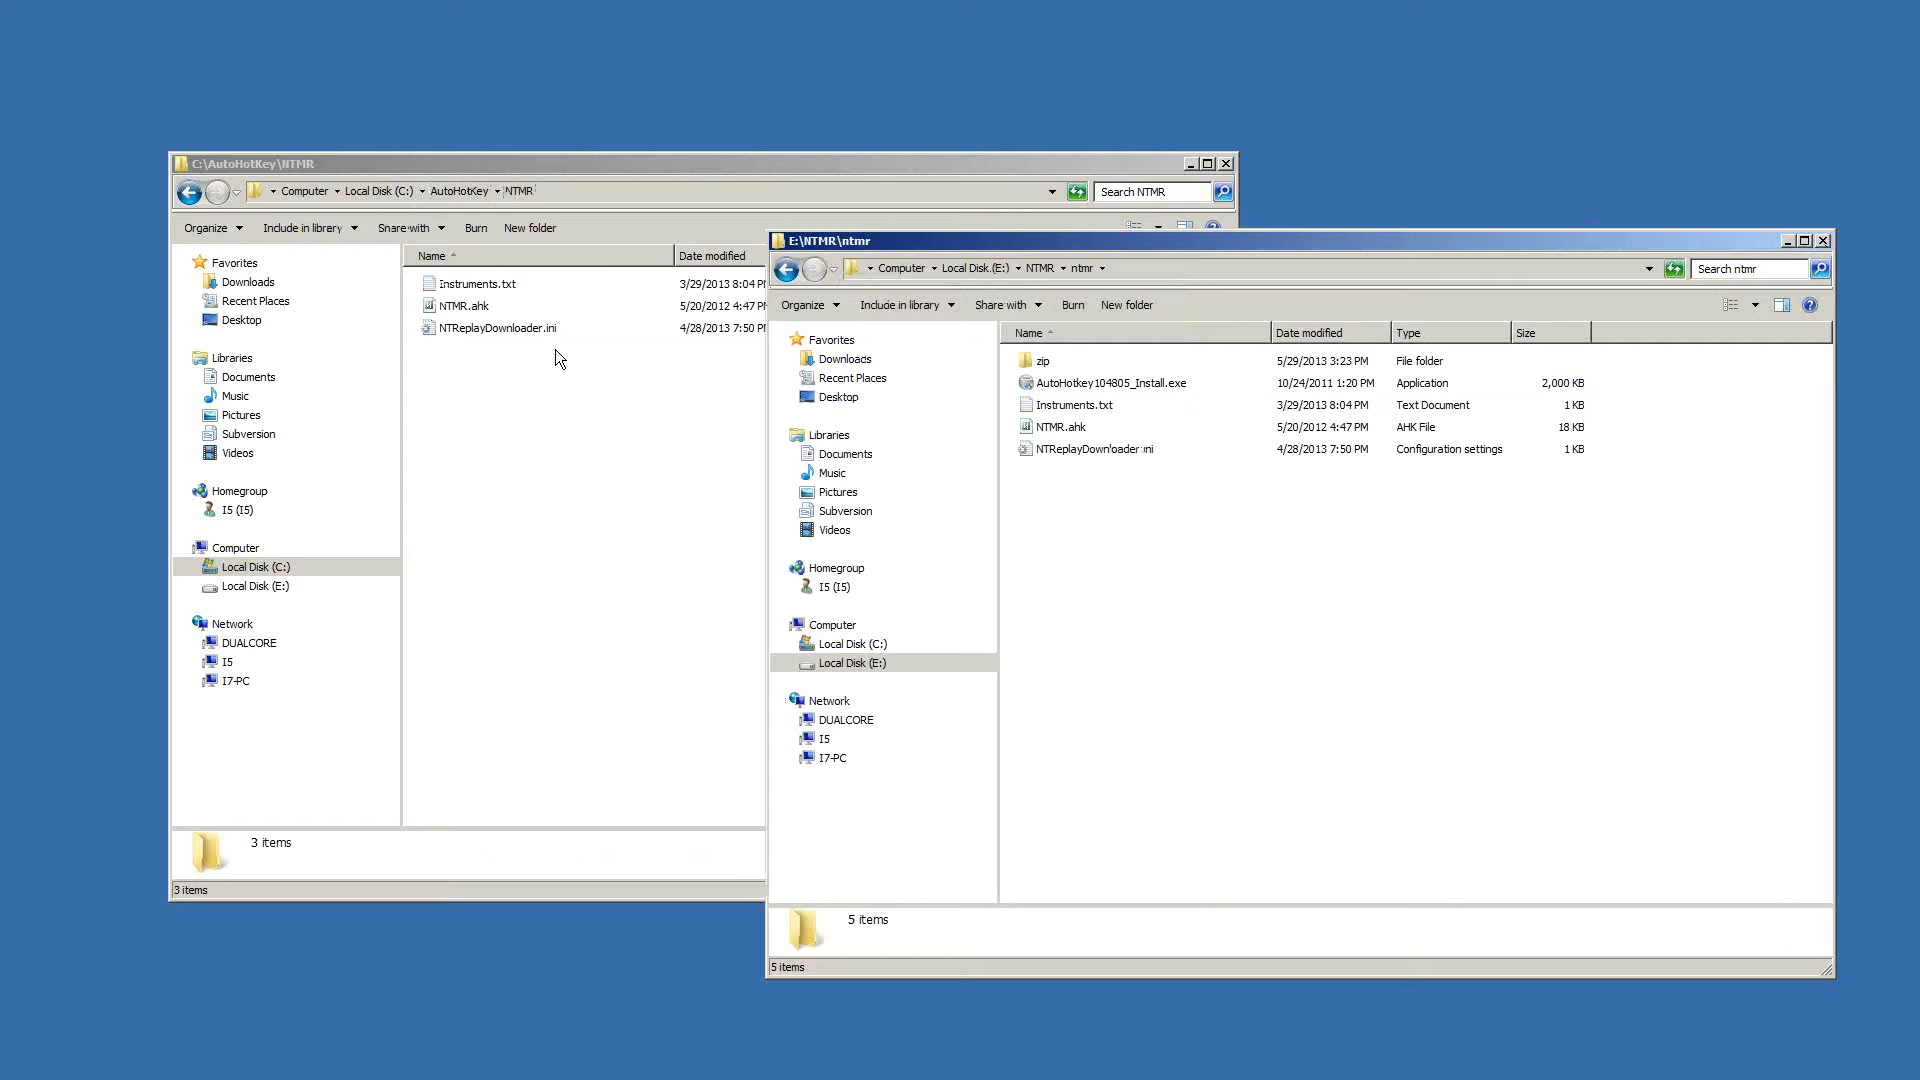 C:\AutoHotKey\NTMR
Computer Local Disk (C:) AutoHotKey NTMR
Search NTMR
Organize Include in library Share with Burn New folder
Name Date modified
Favorites
Downloads
Recent Places
Desktop
Libraries
Documents
Music
Pictures
Subversion
Videos
Homegroup
I5 (I5)
Computer
Local Disk (C:)
Local Disk (E:)
Network
DUALCORE
I5
I7-PC
Instruments.txt 3/29/2013 8:04 PM
NTMR.ahk 5/20/2012 4:47 PM
NTReplayDownloader.ini 4/28/2013 7:50 PM
3 items
3 items
E:\NTMR\ntmr
Computer Local Disk (E:) NTMR ntmr
Search ntmr
Organize Include in library Share with Burn New folder
Name Date modified Type Size
Favorites
Downloads
Recent Places
Desktop
Libraries
Documents
Music
Pictures
Subversion
Videos
Homegroup
I5 (I5)
Computer
Local Disk (C:)
Local Disk (E:)
Network
DUALCORE
I5
I7-PC
zip 5/29/2013 3:23 PM File folder
AutoHotkey104805_Install.exe 10/24/2011 1:20 PM Application 2,000 KB
Instruments.txt 3/29/2013 8:04 PM Text Document 1 KB
NTMR.ahk 5/20/2012 4:47 PM AHK File 18 KB
NTReplayDownloader.ini 4/28/2013 7:50 PM Configuration settings 1 KB
5 items
5 items